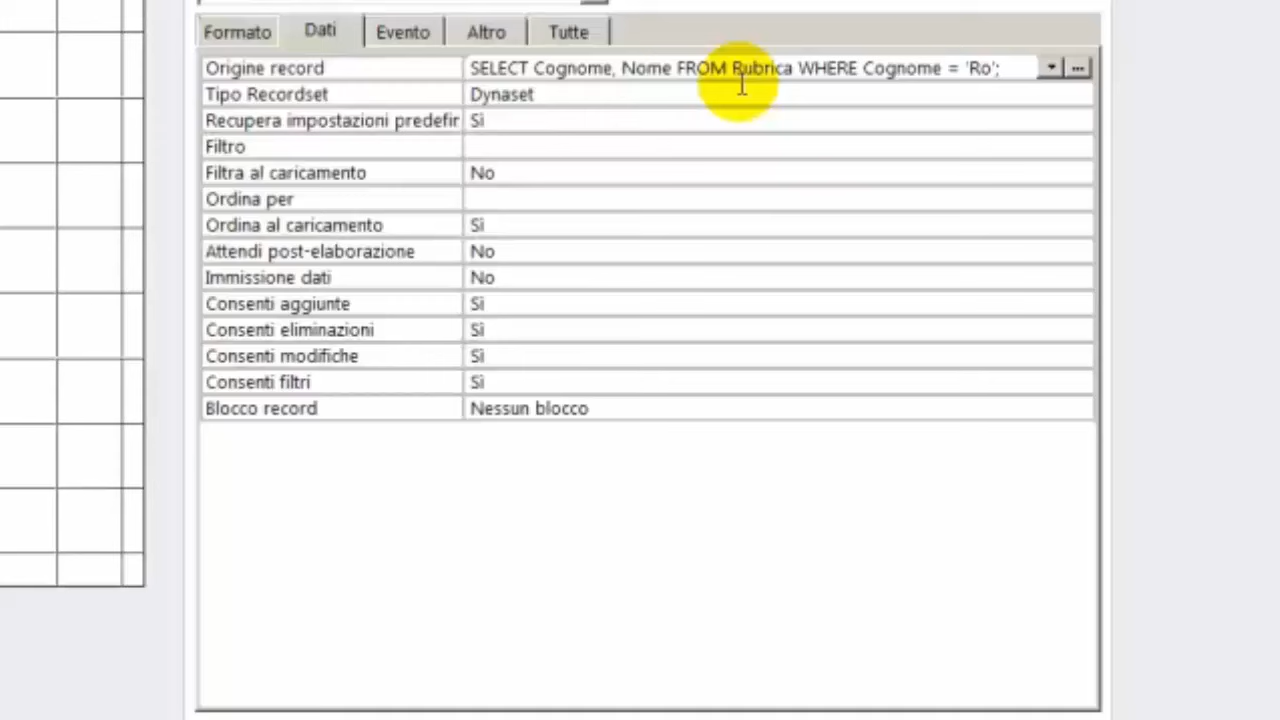 Formato Dati Evento Altro Tutte
Origine record SELECT Cognome, Nome FROM Rubrica WHERE Cognome = 'Ro'; ...
Tipo Recordset Dynaset
Recupera impostazioni predefir Sì
Filtro
Filtra al caricamento No
Ordina per
Ordina al caricamento Sì
Attendi post-elaborazione No
Immissione dati No
Consenti aggiunte Sì
Consenti eliminazioni Sì
Consenti modifiche Sì
Consenti filtri Sì
Blocco record Nessun blocco